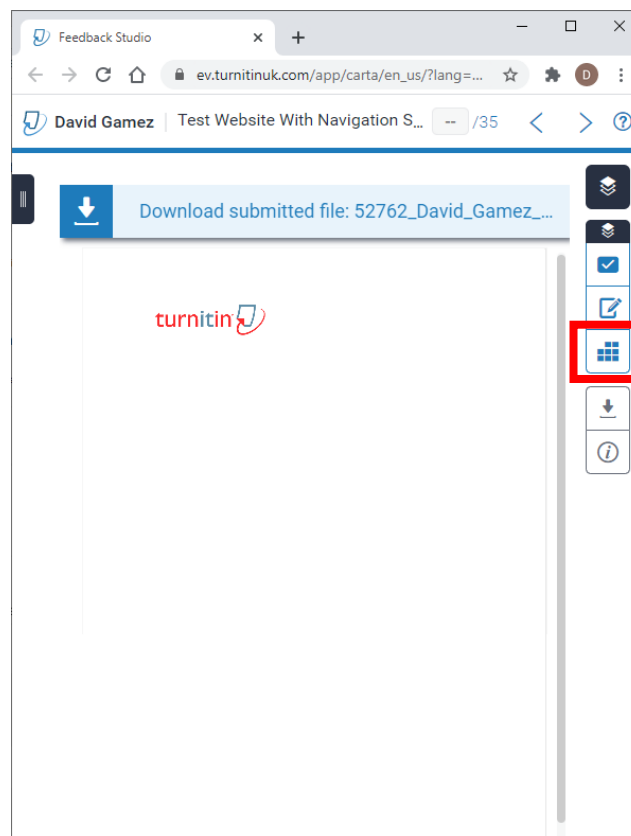 Feedback Studio
ev.turnitinuk.com/app/carta/en_us/?lang=...
D
David Gamez | Test Website With Navigation S... -- /35
Download submitted file: 52762_David_Gamez_...
turnitin